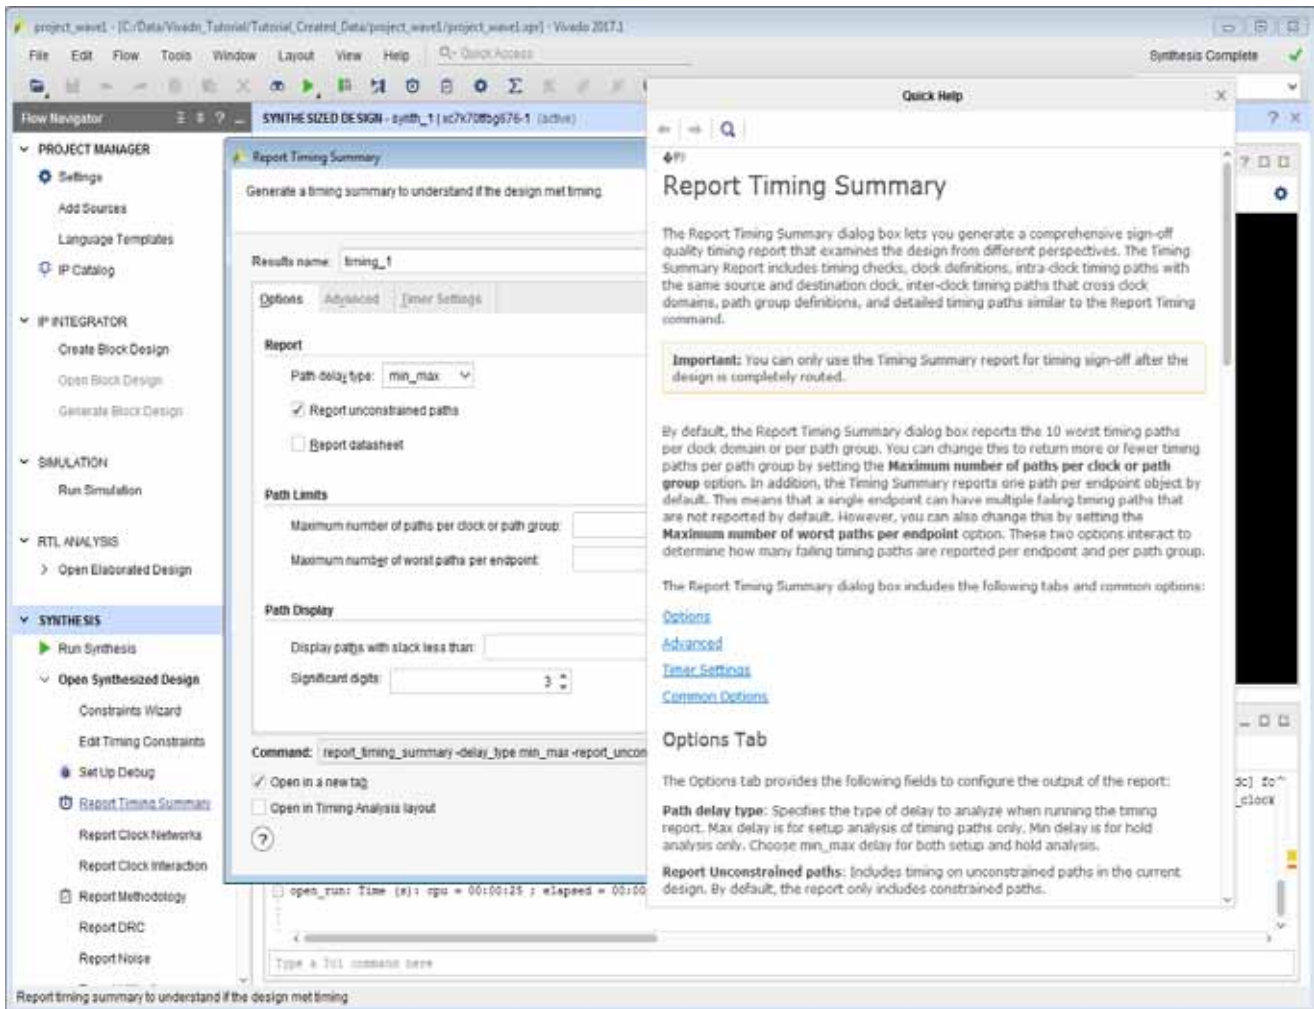 project_wave1 - [C:/Data/Vivado_Tutorial/Tutorial_Created_Data/project_wave1/project_wave1.xpr] - Vivado 2017.1
File Edit Flow Tools Window Layout View Help Quick Access
Synthesis Complete
Flow Navigator
PROJECT MANAGER
Settings
Add Sources
Language Templates
IP Catalog
IP INTEGRATOR
Create Block Design
Open Block Design
Generate Block Design
SIMULATION
Run Simulation
RTL ANALYSIS
Open Elaborated Design
SYNTHESIS
Run Synthesis
Open Synthesized Design
Constraints Wizard
Edit Timing Constraints
Set Up Debug
Report Timing Summary
Report Clock Networks
Report Clock Interaction
Report Methodology
Report DRC
Report Noise
SYNTHESIZED DESIGN - synth_1 | xc7k70tfbg676-1 (active)
Report Timing Summary
Generate a timing summary to understand if the design met timing.
Results name: timing_1
Options Advanced Timer Settings
Report
Path delay type: min_max
Report unconstrained paths
Report datasheet
Path Limits
Maximum number of paths per clock or path group:
Maximum number of worst paths per endpoint:
Path Display
Display paths with slack less than:
Significant digits: 3
Command: report_timing_summary -delay_type min_max -report_uncon
Open in a new tab
Open in Timing Analysis layout
?
open_run: Time (s): cpu = 00:00:25 ; elapsed = 00:00
Type a Tcl command here
Quick Help
Report Timing Summary
The Report Timing Summary dialog box lets you generate a comprehensive sign-off
quality timing report that examines the design from different perspectives. The Timing
Summary Report includes timing checks, clock definitions, intra-clock timing paths with
the same source and destination clock, inter-clock timing paths that cross clock
domains, path group definitions, and detailed timing paths similar to the Report Timing
command.
Important: You can only use the Timing Summary report for timing sign-off after the
design is completely routed.
By default, the Report Timing Summary dialog box reports the 10 worst timing paths
per clock domain or per path group. You can change this to return more or fewer timing
paths per path group by setting the Maximum number of paths per clock or path
group option. In addition, the Timing Summary reports one path per endpoint object by
default. This means that a single endpoint can have multiple failing timing paths that
are not reported by default. However, you can also change this by setting the
Maximum number of worst paths per endpoint option. These two options interact to
determine how many failing timing paths are reported per endpoint and per path group.
The Report Timing Summary dialog box includes the following tabs and common options:
Options
Advanced
Timer Settings
Common Options
Options Tab
The Options tab provides the following fields to configure the output of the report:
Path delay type: Specifies the type of delay to analyze when running the timing
report. Max delay is for setup analysis of timing paths only. Min delay is for hold
analysis only. Choose min_max delay for both setup and hold analysis.
Report Unconstrained paths: Includes timing on unconstrained paths in the current
design. By default, the report only includes constrained paths.
dc] fo
_clock
Report timing summary to understand if the design met timing